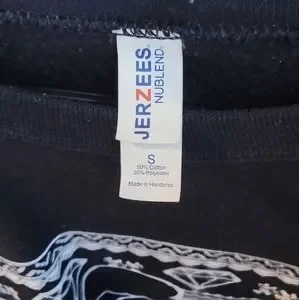 JERZEES®
NUBLEND®
S
50% Cotton
50% Polyester
Made in Honduras